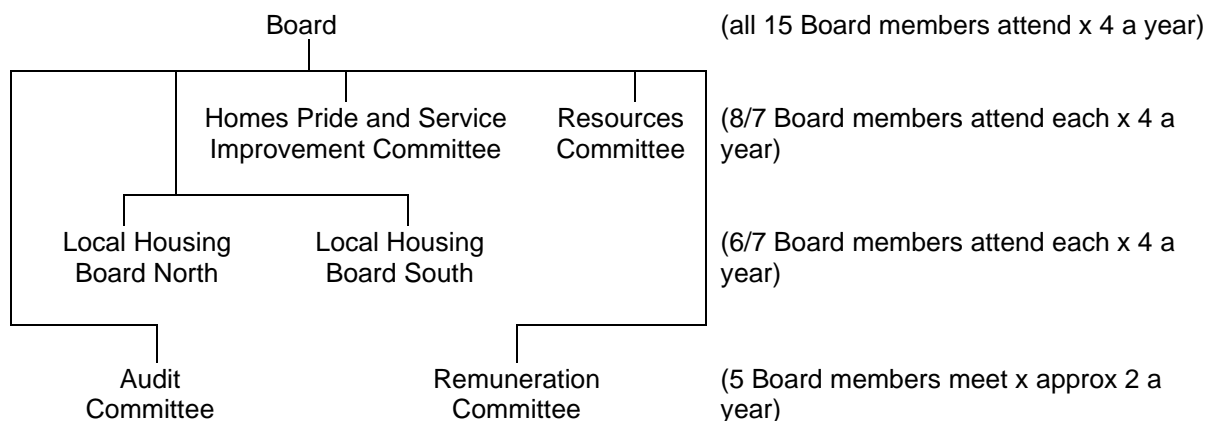 Board
(all 15 Board members attend x 4 a year)
Homes Pride and Service
Improvement Committee
Resources
Committee
(8/7 Board members attend each x 4 a
year)
Local Housing
Board North
Local Housing
Board South
(6/7 Board members attend each x 4 a
year)
Audit
Committee
Remuneration
Committee
(5 Board members meet x approx 2 a
year)